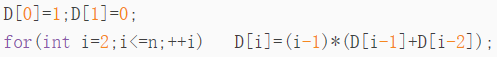 D[0]=1;D[1]=0;
for(int i=2;i<=n;++i)   D[i]=(i-1)*(D[i-1]+D[i-2]);